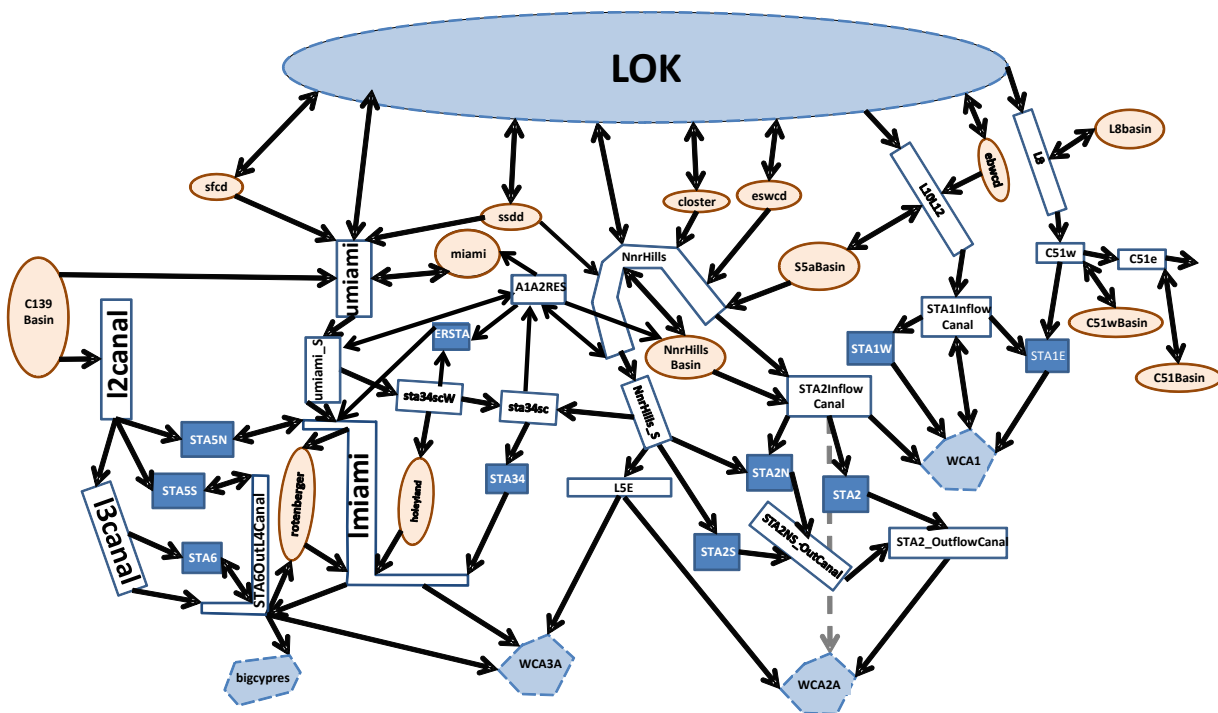 LOK
L8basin
L8
ebwcd
sfcd
L10L12
closter
eswcd
ssdd
miami
NnrHills
S5aBasin
C51w
C51e
umiami
C139
Basin
A1A2RES
STA1Inflow
Canal
C51wBasin
ERSTA
STA1W
STA1E
NnrHills
Basin
l2canal
umiami_S
C51Basin
sta34scW
sta34sc
NnrHills_S
STA2Inflow
Canal
STA5N
WCA1
STA2N
STA34
STA5S
L5E
STA2
rotenberger
lmiami
holeyland
l3canal
STA6OutL4Canal
STA2NS_OutCanal
STA2_OutflowCanal
STA6
STA2S
WCA3A
bigcypres
WCA2A